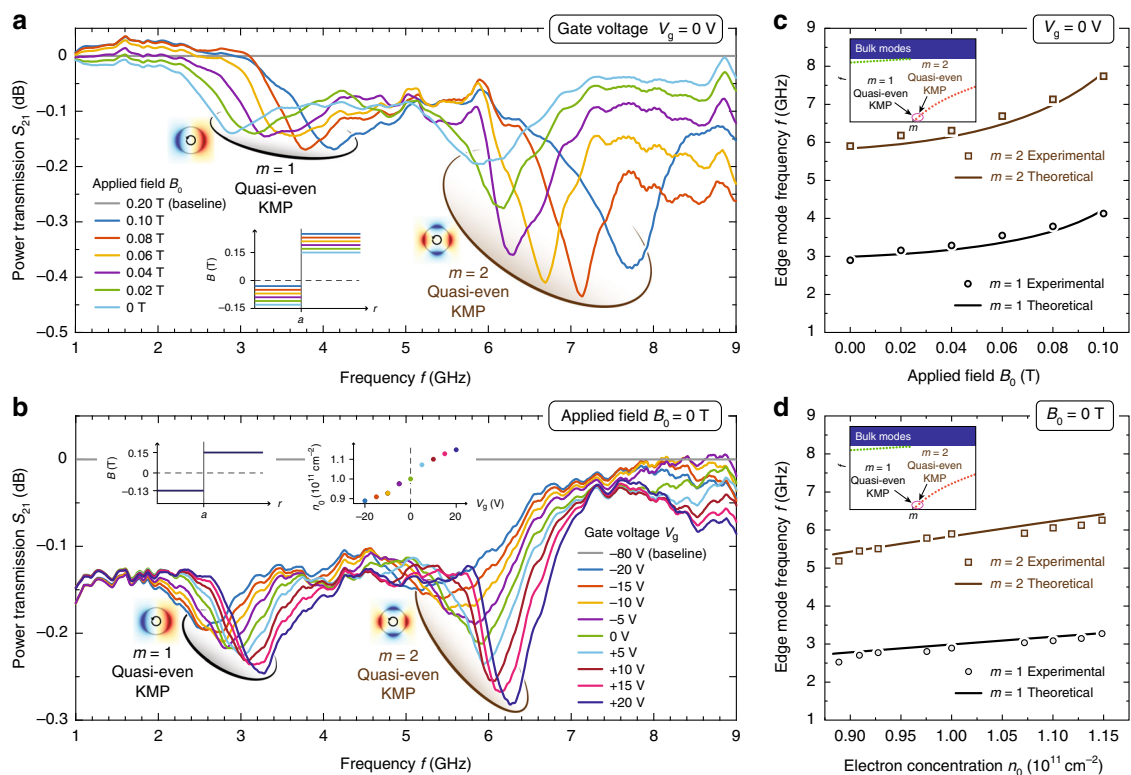 a
Gate voltage V_g = 0 V
Power transmission S_21 (dB)
0
−0.1
−0.2
−0.3
−0.4
−0.5
m = 1
Quasi-even
KMP
Applied field B_0
0.20 T (baseline)
0.10 T
0.08 T
0.06 T
0.04 T
0.02 T
0 T
B (T)
0.15
0
−0.15
a
r
m = 2
Quasi-even
KMP
1 2 3 4 5 6 7 8 9
Frequency f (GHz)
b
Applied field B_0 = 0 T
Power transmission S_21 (dB)
0
−0.1
−0.2
−0.3
B (T)
0.15
0
−0.13
a
r
n_0 (10^11 cm^−2)
1.1
1.0
0.9
−20 0 20
V_g (V)
m = 1
Quasi-even
KMP
m = 2
Quasi-even
KMP
Gate voltage V_g
−80 V (baseline)
−20 V
−15 V
−10 V
−5 V
0 V
+5 V
+10 V
+15 V
+20 V
1 2 3 4 5 6 7 8 9
Frequency f (GHz)
c
V_g = 0 V
Edge mode frequency f (GHz)
9
8
7
6
5
4
3
2
1
0
Bulk modes
f
m = 1
Quasi-even
KMP
m = 2
Quasi-even
KMP
m
m = 2 Experimental
m = 2 Theoretical
m = 1 Experimental
m = 1 Theoretical
0.00 0.02 0.04 0.06 0.08 0.10
Applied field B_0 (T)
d
B_0 = 0 T
Edge mode frequency f (GHz)
9
8
7
6
5
4
3
2
1
0
Bulk modes
f
m = 1
Quasi-even
KMP
m = 2
Quasi-even
KMP
m
m = 2 Experimental
m = 2 Theoretical
m = 1 Experimental
m = 1 Theoretical
0.90 0.95 1.00 1.05 1.10 1.15
Electron concentration n_0 (10^11 cm^−2)